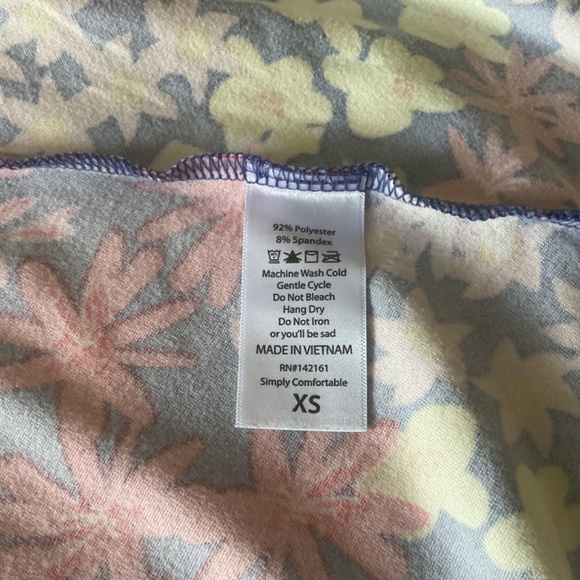 92% Polyester
8% Spandex
Machine Wash Cold
Gentle Cycle
Do Not Bleach
Hang Dry
Do Not Iron
or you'll be sad
MADE IN VIETNAM
RN#142161
Simply Comfortable
XS